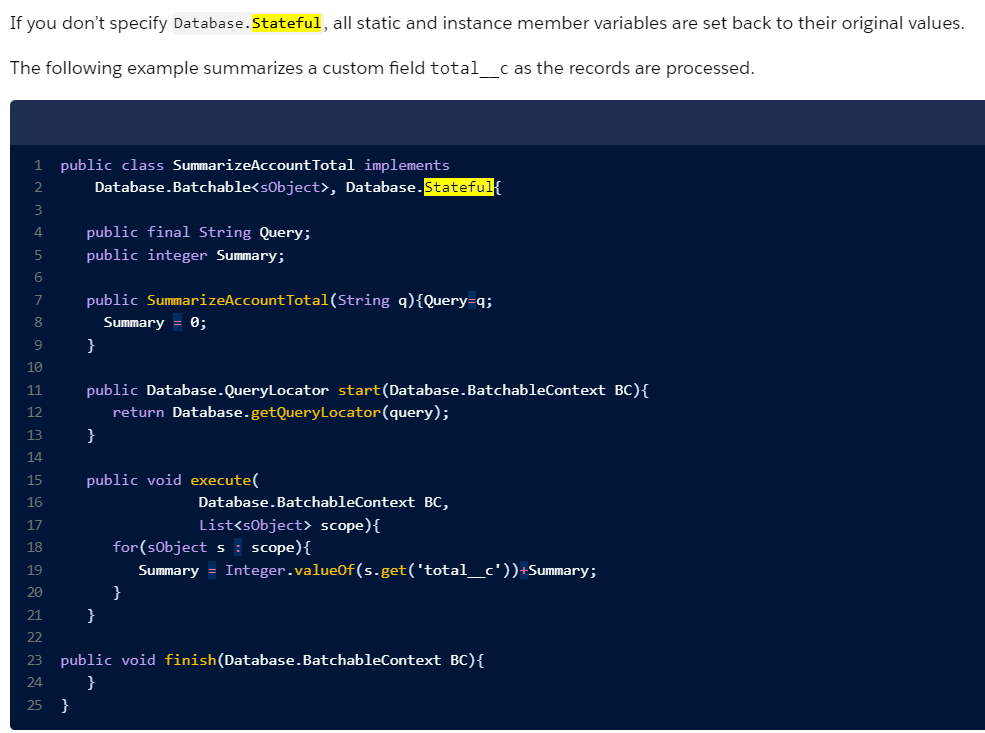 If you don’t specify Database.Stateful, all static and instance member variables are set back to their original values.
The following example summarizes a custom field total__c as the records are processed.
1 public class SummarizeAccountTotal implements
2     Database.Batchable<sObject>, Database.Stateful{
3
4    public final String Query;
5    public integer Summary;
6
7    public SummarizeAccountTotal(String q){Query=q;
8      Summary = 0;
9    }
10
11    public Database.QueryLocator start(Database.BatchableContext BC){
12       return Database.getQueryLocator(query);
13    }
14
15    public void execute(
16                 Database.BatchableContext BC,
17                 List<sObject> scope){
18       for(sObject s : scope){
19          Summary = Integer.valueOf(s.get('total__c'))+Summary;
20       }
21    }
22
23 public void finish(Database.BatchableContext BC){
24    }
25 }